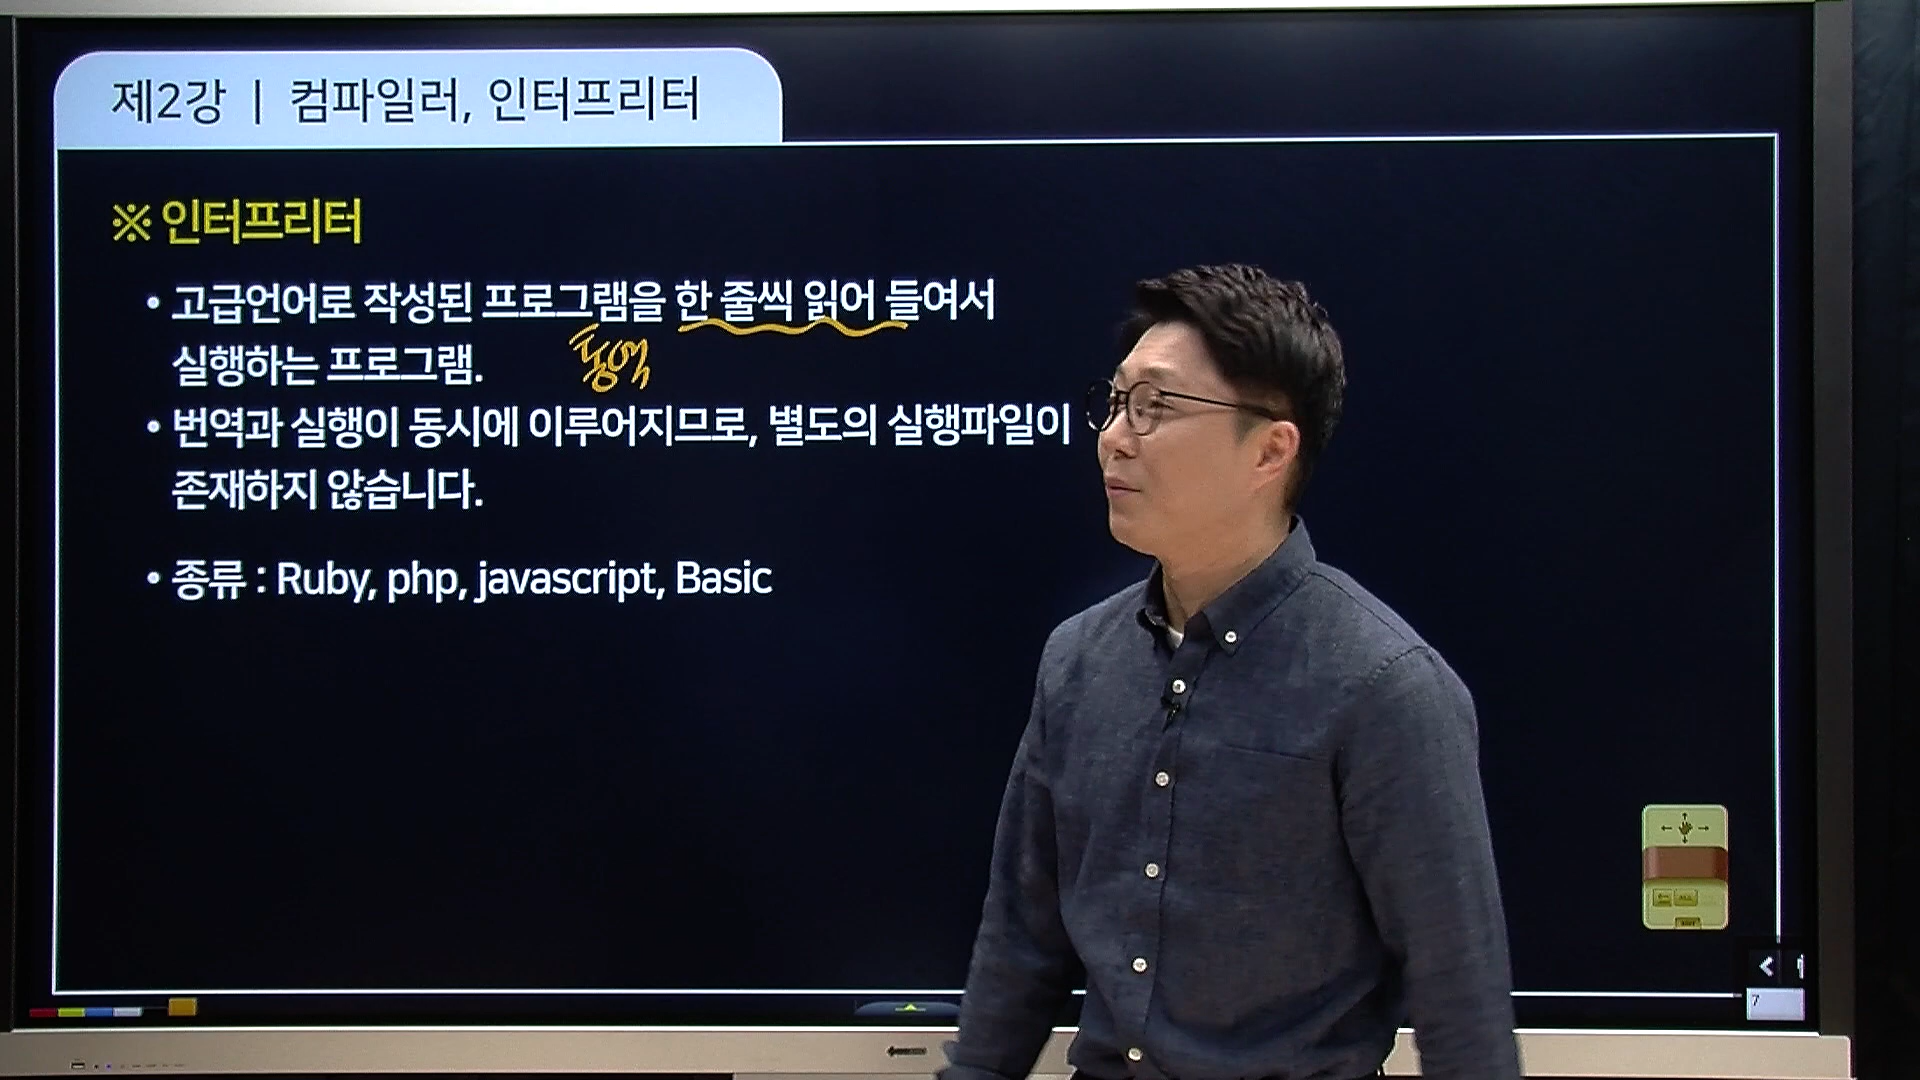 제2강 | 컴파일러, 인터프리터
※ 인터프리터
• 고급언어로 작성된 프로그램을 한 줄씩 읽어 들여서
실행하는 프로그램.
통역
• 번역과 실행이 동시에 이루어지므로, 별도의 실행파일이
존재하지 않습니다.
• 종류 : Ruby, php, javascript, Basic
7